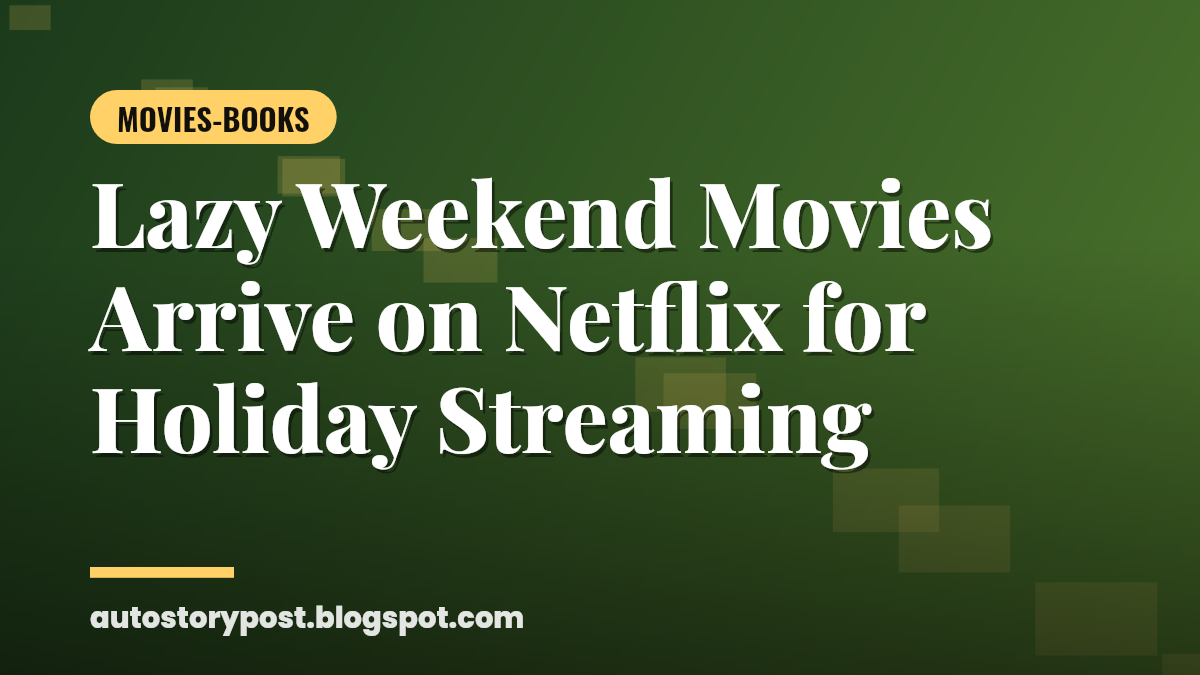 MOVIES-BOOKS
Lazy Weekend Movies
Arrive on Netflix for
Holiday Streaming
autostorypost.blogspot.com